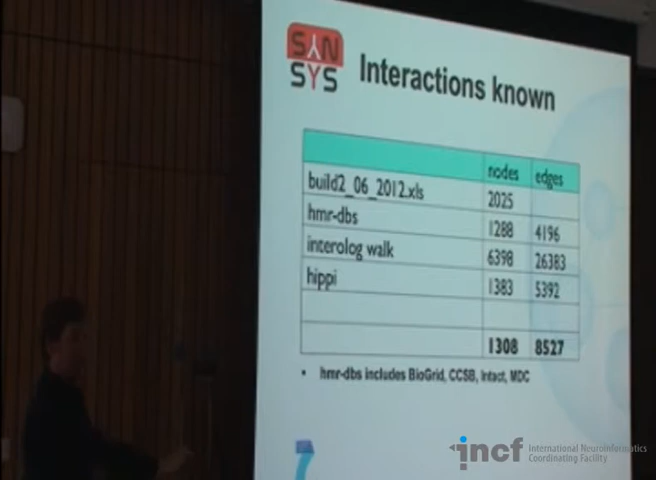 SYN
SYS
Interactions known
nodes edges
build2_06_2012.xls 2025
hmr-dbs 1288 4196
interolog walk 6398 26383
hippi 1383 5392
1308 8527
• hmr-dbs includes BioGrid, CCSB, Intact, MDC
7
incf International Neuroinformatics
Coordinating Facility